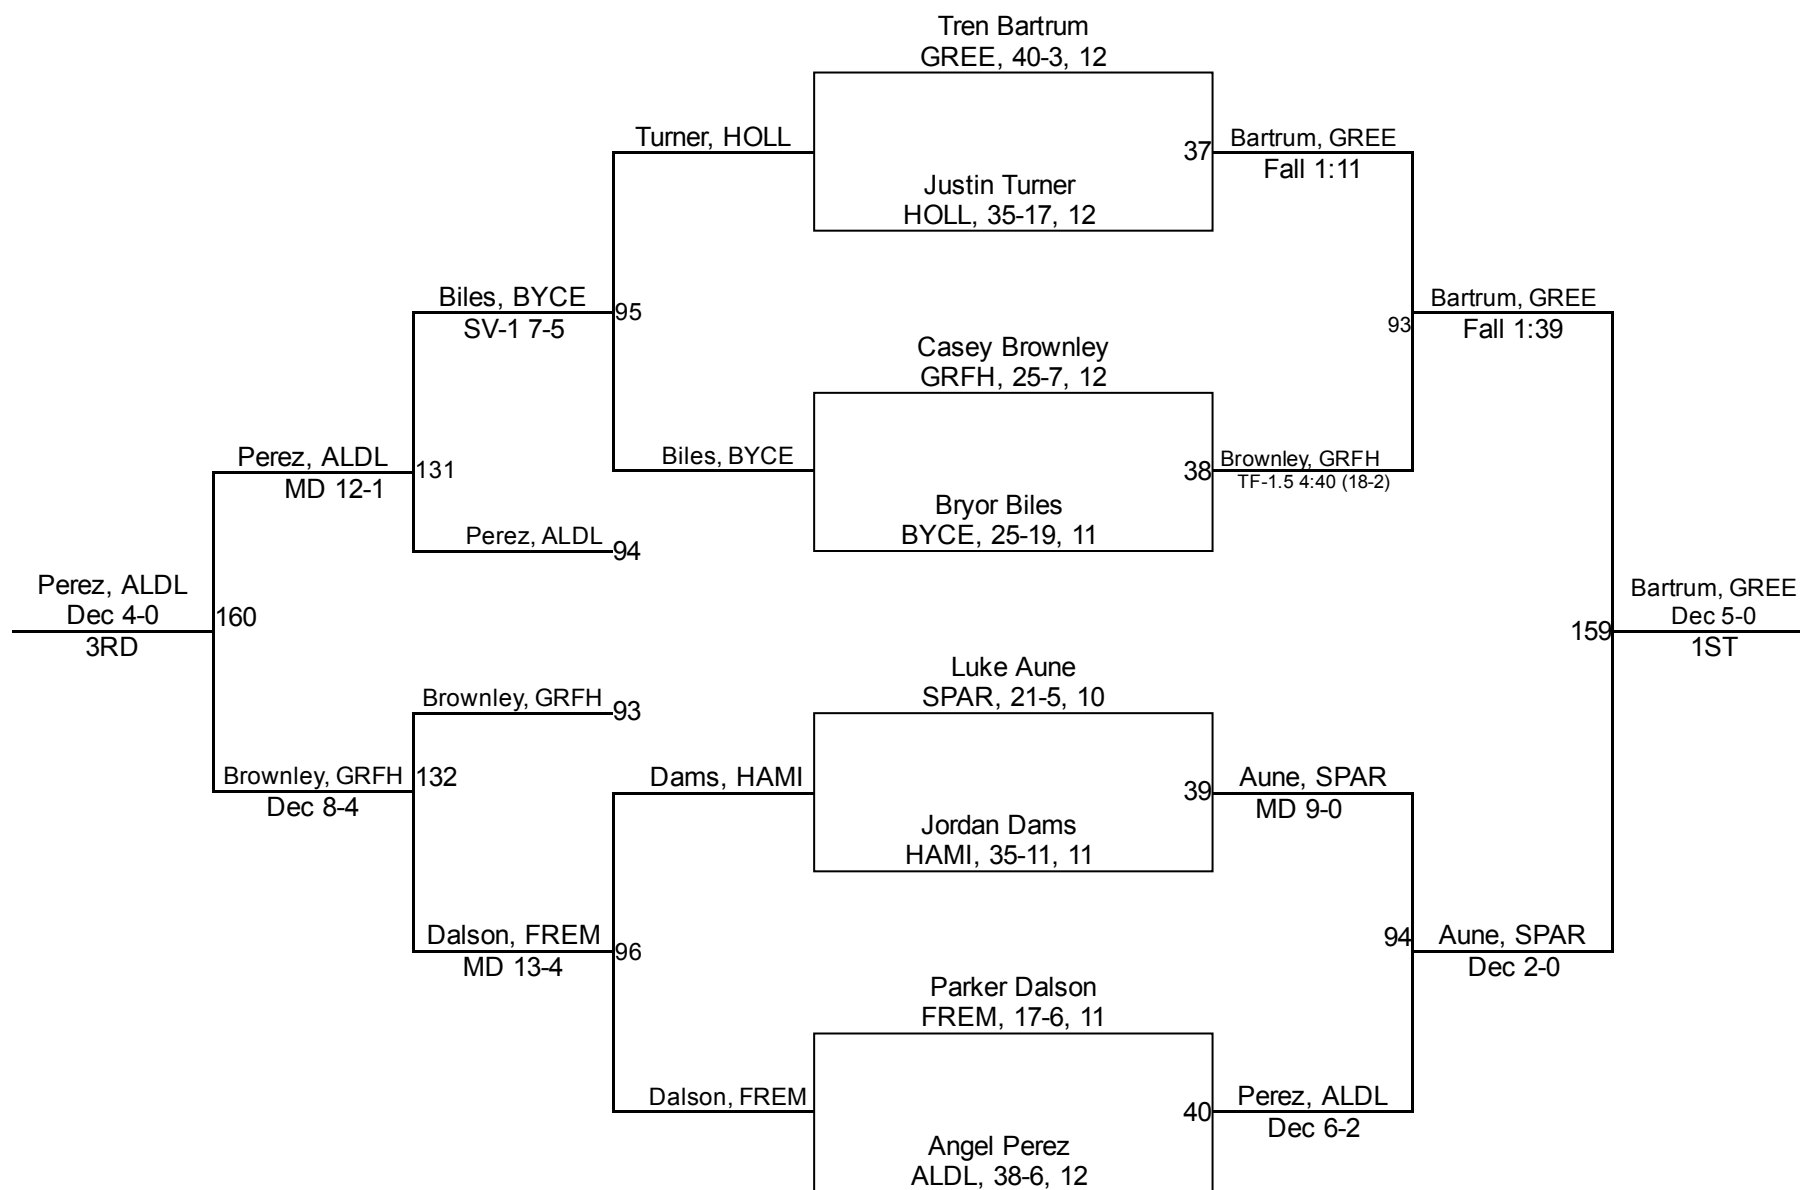 Tren Bartrum
GREE, 40-3, 12
Turner, HOLL
37
Bartrum, GREE
Fall 1:11
Justin Turner
HOLL, 35-17, 12
Biles, BYCE
SV-1 7-5
95
93
Bartrum, GREE
Fall 1:39
Casey Brownley
GRFH, 25-7, 12
Perez, ALDL
MD 12-1
131
Biles, BYCE
38
Brownley, GRFH
TF-1.5 4:40 (18-2)
Bryor Biles
BYCE, 25-19, 11
Perez, ALDL
94
Perez, ALDL
Dec 4-0
3RD
160
159
Bartrum, GREE
Dec 5-0
1ST
Luke Aune
SPAR, 21-5, 10
Brownley, GRFH
93
Brownley, GRFH
Dec 8-4
132
Dams, HAMI
39
Aune, SPAR
MD 9-0
Jordan Dams
HAMI, 35-11, 11
Dalson, FREM
MD 13-4
96
94
Aune, SPAR
Dec 2-0
Parker Dalson
FREM, 17-6, 11
Dalson, FREM
40
Perez, ALDL
Dec 6-2
Angel Perez
ALDL, 38-6, 12